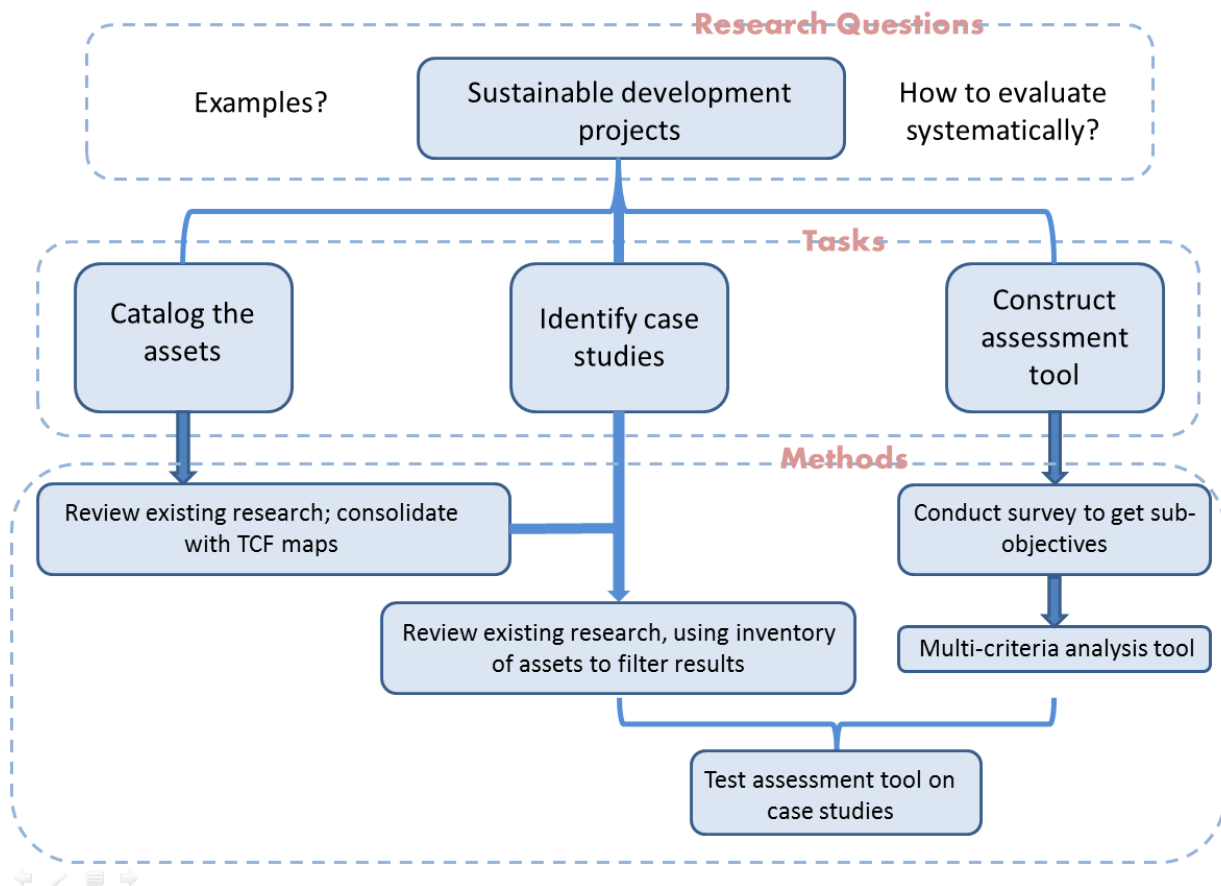 Research Questions
Examples?
Sustainable development
projects
How to evaluate
systematically?
Tasks
Catalog the
assets
Identify case
studies
Construct
assessment
tool
Methods
Review existing research; consolidate
with TCF maps
Conduct survey to get sub-
objectives
Review existing research, using inventory
of assets to filter results
Multi-criteria analysis tool
Test assessment tool on
case studies